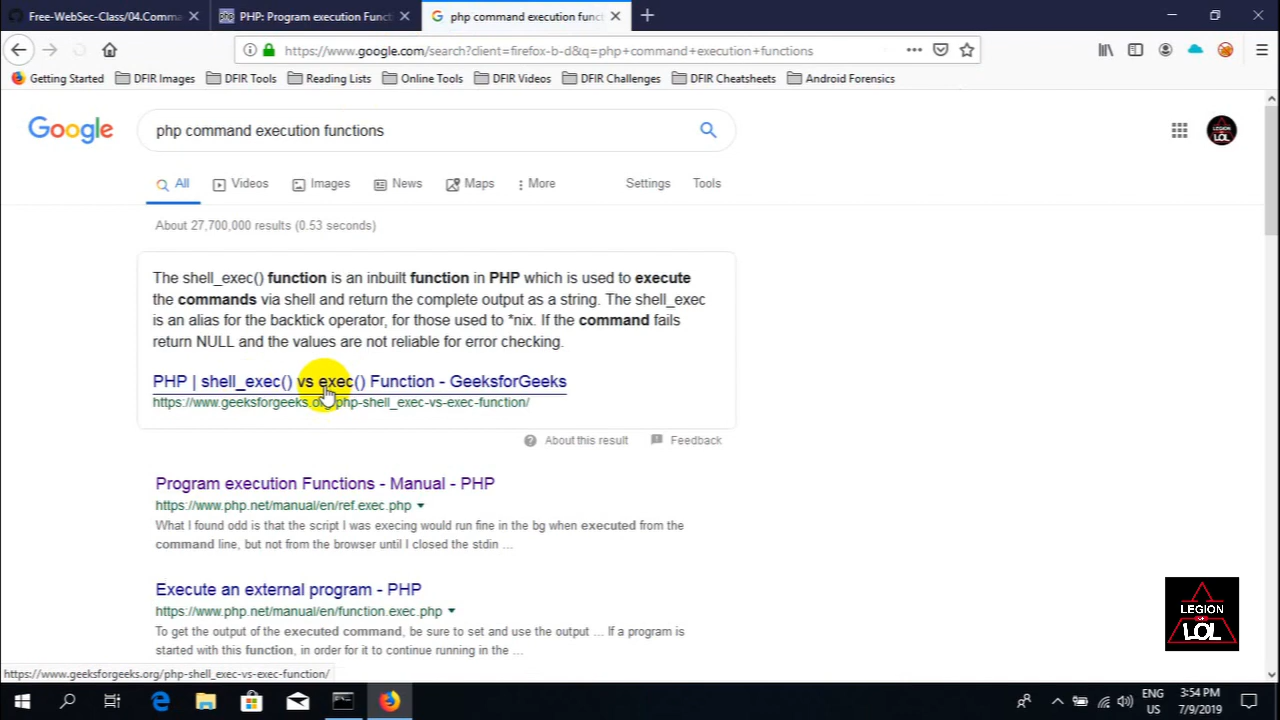 Free-WebSec-Class/04.Comma
PHP: Program execution Funct
php command execution funct
https://www.google.com/search?client=firefox-b-d&q=php+command+execution+functions
Getting Started
DFIR Images
DFIR Tools
Reading Lists
Online Tools
DFIR Videos
DFIR Challenges
DFIR Cheatsheets
Android Forensics
Google
php command execution functions
LEGION LOL
All
Videos
Images
News
Maps
More
Settings
Tools
About 27,700,000 results (0.53 seconds)
The shell_exec() function is an inbuilt function in PHP which is used to execute
the commands via shell and return the complete output as a string. The shell_exec
is an alias for the backtick operator, for those used to *nix. If the command fails
return NULL and the values are not reliable for error checking.
PHP | shell_exec() vs exec() Function - GeeksforGeeks
https://www.geeksforgeeks.org/php-shell_exec-vs-exec-function/
About this result
Feedback
Program execution Functions - Manual - PHP
https://www.php.net/manual/en/ref.exec.php
What I found odd is that the script I was execing would run fine in the bg when executed from the
command line, but not from the browser until I closed the stdin ...
Execute an external program - PHP
https://www.php.net/manual/en/function.exec.php
To get the output of the executed command, be sure to set and use the output ... If a program is
started with this function, in order for it to continue running in the ...
LEGION
LOL
https://www.geeksforgeeks.org/php-shell_exec-vs-exec-function/
ENG
US
3:54 PM
7/9/2019